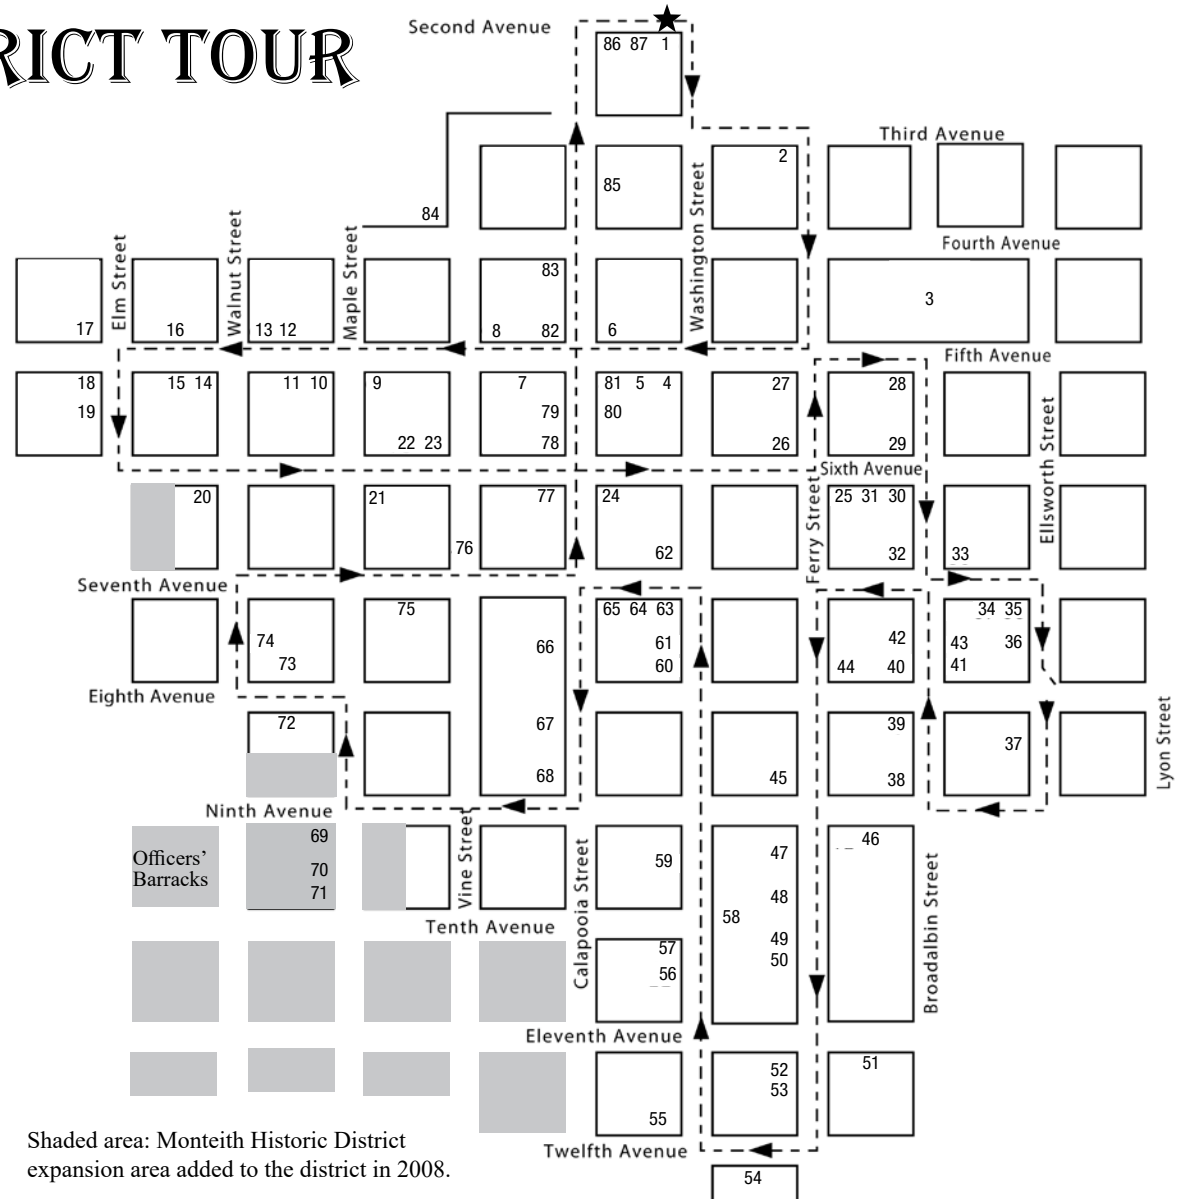 RICT TOUR
Second Avenue
86 87 1
Third Avenue
2
85
Washington Street
84
Fourth Avenue
Elm Street
Walnut Street
Maple Street
83
3
17
16
13 12
8 82
6
Fifth Avenue
18
15 14
11 10
9
7
81 5 4
27
28
19
79
80
22 23
78
26
29
Ellsworth Street
Sixth Avenue
20
21
77
24
25 31 30
Ferry Street
76
62
32
33
Seventh Avenue
75
65 64 63
34 35
74
66
61
42
43
36
73
60
44 40
41
Eighth Avenue
72
67
39
37
Lyon Street
68
45
38
Ninth Avenue
69
46
Officers’
Barracks
70
71
Vine Street
Calapooia Street
59
47
48
58
Broadalbin Street
Tenth Avenue
57
49
50
56
Eleventh Avenue
52
51
53
55
Shaded area: Monteith Historic District
expansion area added to the district in 2008.
Twelfth Avenue
54